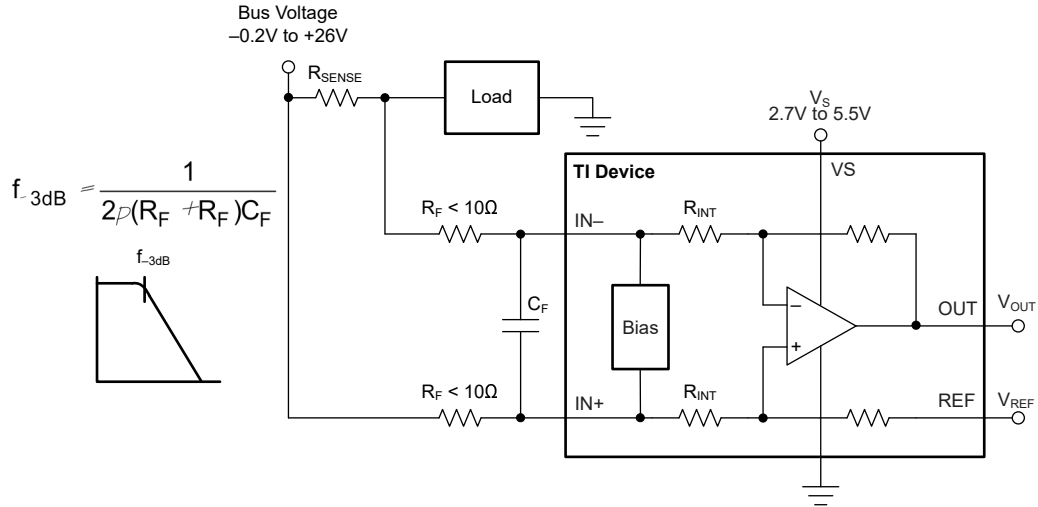 Bus Voltage
–0.2V to +26V
R_SENSE
Load
V_S
2.7V to 5.5V
TI Device
VS
f_-3dB = 1 / 2p(R_F +R_F)C_F
f_–3dB
R_F < 10Ω
IN–
R_INT
C_F
Bias
–
+
OUT
V_OUT
R_F < 10Ω
IN+
R_INT
REF
V_REF